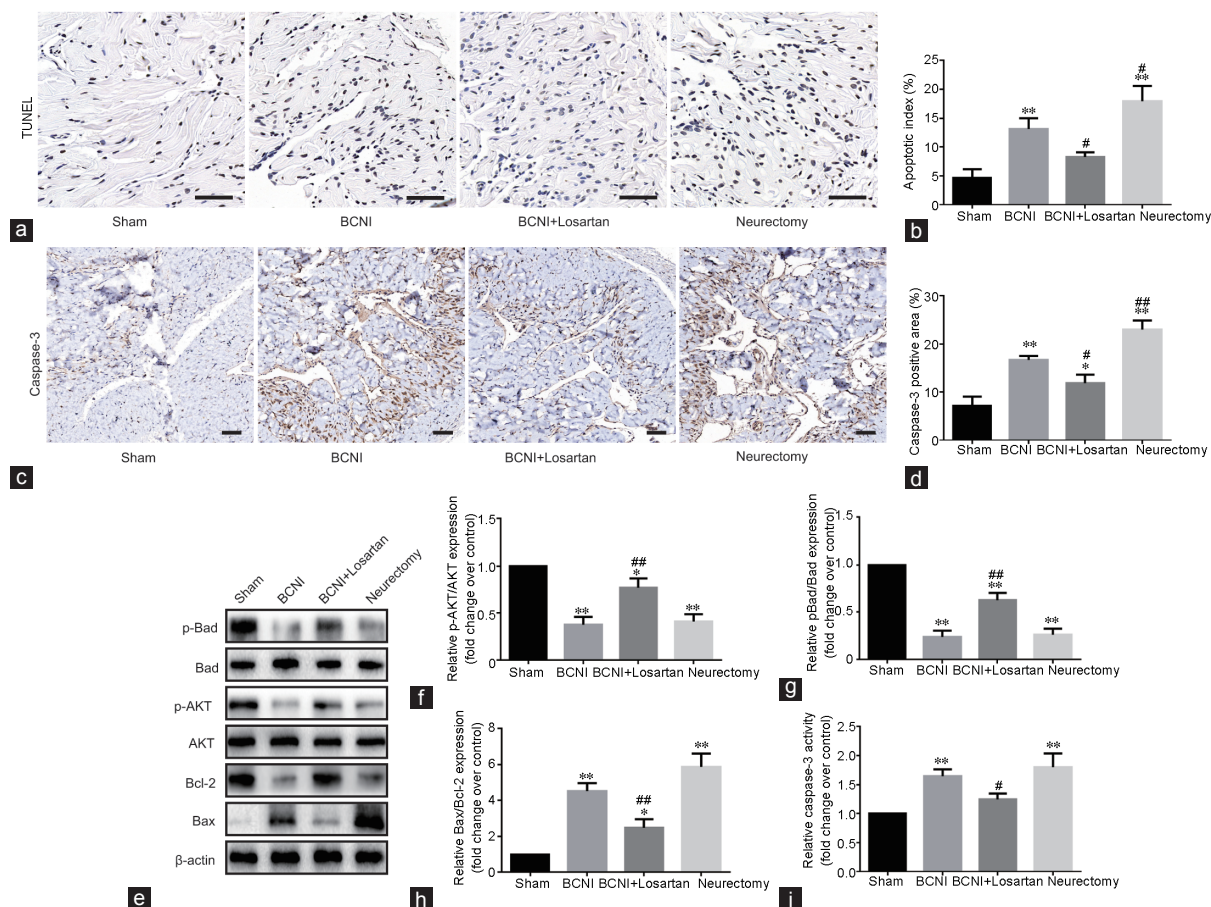 TUNEL
Sham
BCNI
BCNI+Losartan
Neurectomy
a
Apoptotic index (%)
25
20
15
10
5
0
**
#
#
**
Sham
BCNI
BCNI+Losartan
Neurectomy
b
Caspase-3
Sham
BCNI
BCNI+Losartan
Neurectomy
c
Caspase-3 positive area (%)
30
20
10
0
**
#
*
##
**
Sham
BCNI
BCNI+Losartan
Neurectomy
d
Sham
BCNI
BCNI+Losartan
Neurectomy
p-Bad
Bad
p-AKT
AKT
Bcl-2
Bax
β-actin
e
Relative p-AKT/AKT expression
(fold change over control)
1.5
1.0
0.5
0
**
##
*
**
Sham
BCNI
BCNI+Losartan
Neurectomy
f
Relative pBad/Bad expression
(fold change over control)
1.5
1.0
0.5
0
**
##
**
**
Sham
BCNI
BCNI+Losartan
Neurectomy
g
Relative Bax/Bcl-2 expression
(fold change over control)
8
6
4
2
0
**
##
*
**
Sham
BCNI
BCNI+Losartan
Neurectomy
h
Relative caspase-3 activity
(fold change over control)
2.5
2.0
1.5
1.0
0.5
0
**
#
**
Sham
BCNI
BCNI+Losartan
Neurectomy
i